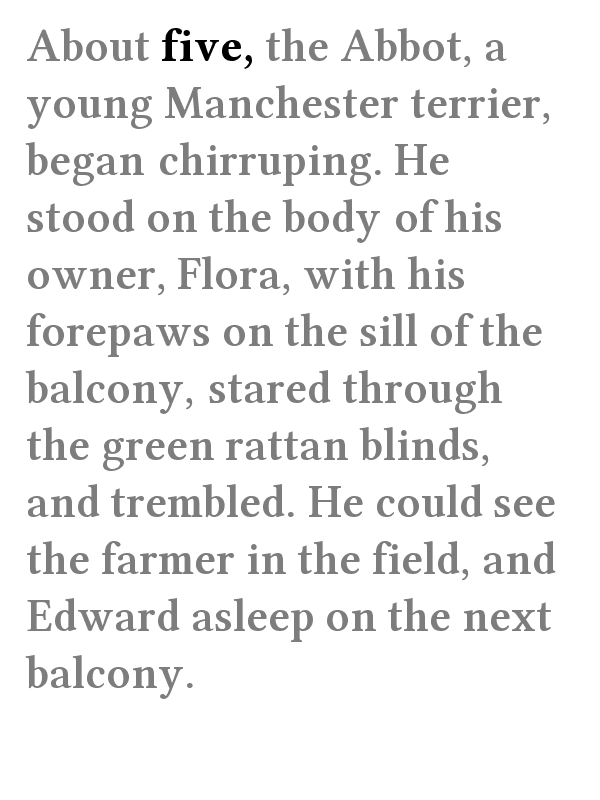 About five, the Abbot, a
young Manchester terrier,
began chirruping. He
stood on the body of his
owner, Flora, with his
forepaws on the sill of the
balcony, stared through
the green rattan blinds,
and trembled. He could see
the farmer in the field, and
Edward asleep on the next
balcony.